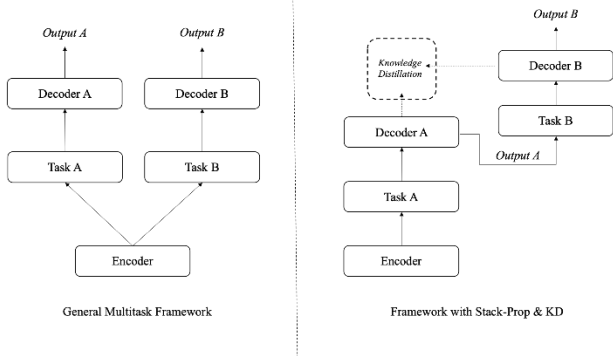 Output A
Output B
Decoder A
Decoder B
Task A
Task B
Encoder
General Multitask Framework
Output B
Knowledge
Distillation
Decoder B
Task B
Decoder A
Output A
Task A
Encoder
Framework with Stack-Prop & KD